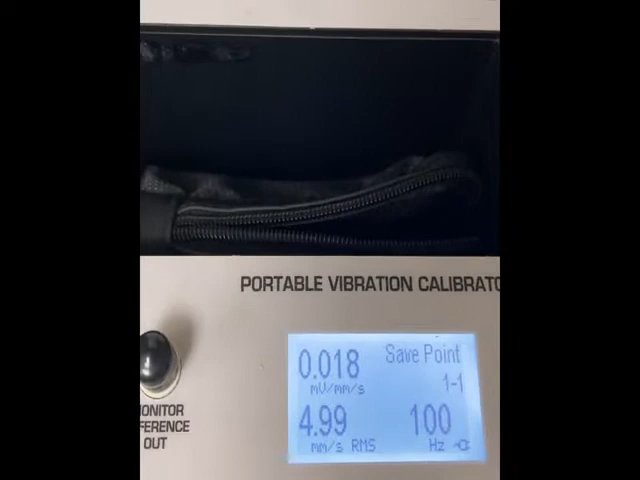 PORTABLE VIBRATION CALIBRATO
0.018 Save Point
mV/mm/s 1-1
4.99 100
mm/s RMS Hz
ONITOR
FERENCE
OUT